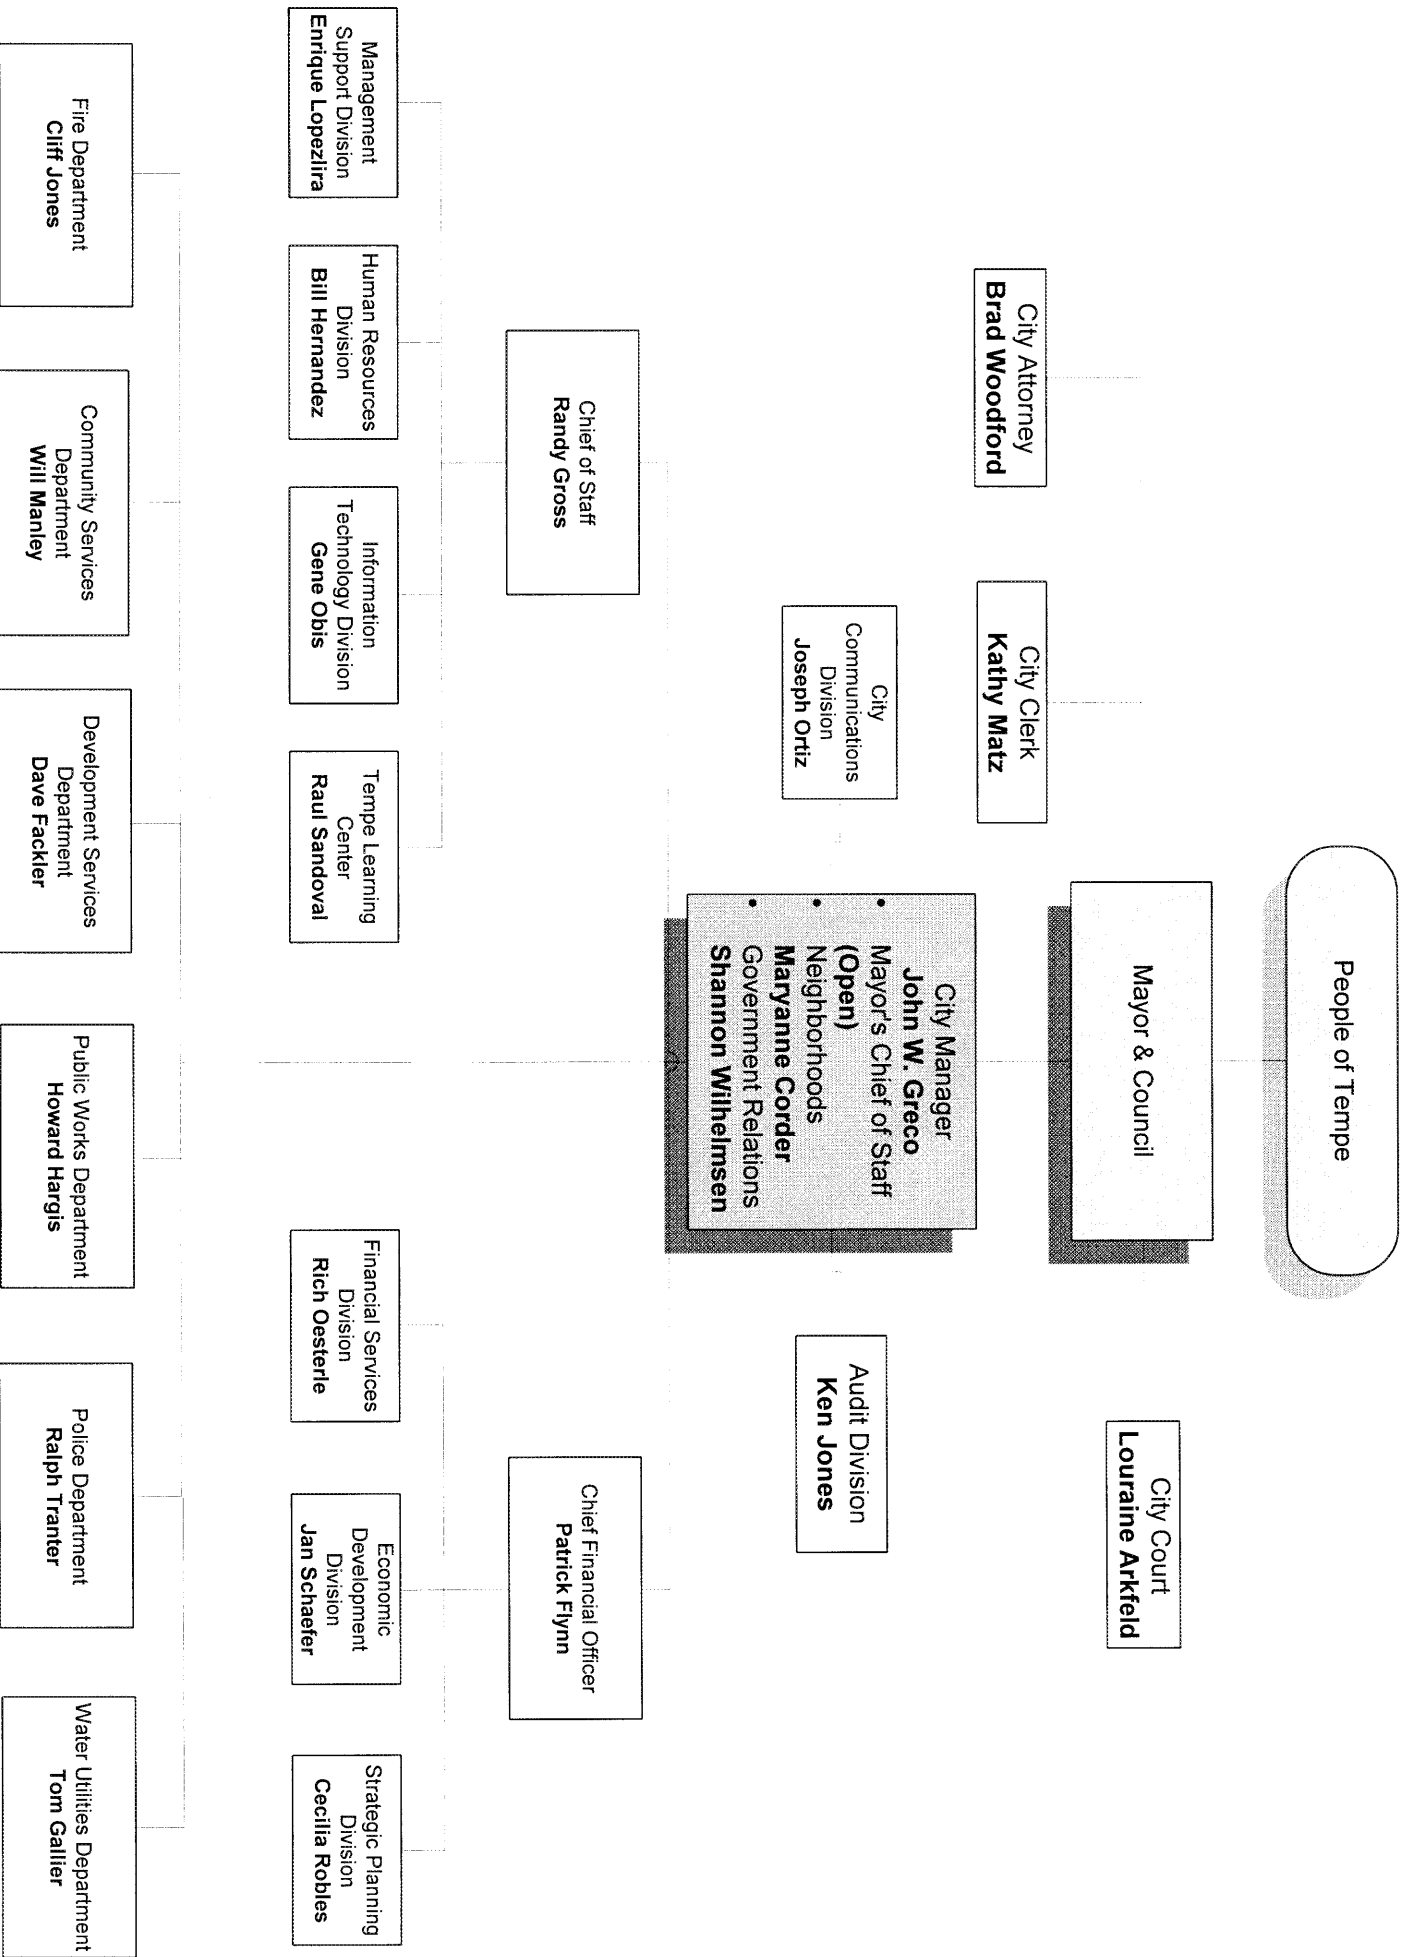 People of Tempe
Mayor & Council
City Attorney
Brad Woodford
City Clerk
Kathy Matz
City Court
Louraine Arkfeld
City Manager
John W. Greco
• Mayor's Chief of Staff
(Open)
• Neighborhoods
Maryanne Corder
• Government Relations
Shannon Wilhelmsen
City
Communications
Division
Joseph Ortiz
Audit Division
Ken Jones
Chief of Staff
Randy Gross
Chief Financial Officer
Patrick Flynn
Management
Support Division
Enrique Lopezlira
Human Resources
Division
Bill Hernandez
Information
Technology Division
Gene Obis
Tempe Learning
Center
Raul Sandoval
Financial Services
Division
Rich Oesterle
Economic
Development
Division
Jan Schaefer
Strategic Planning
Division
Cecilia Robles
Fire Department
Cliff Jones
Community Services
Department
Will Manley
Development Services
Department
Dave Fackler
Public Works Department
Howard Hargis
Police Department
Ralph Tranter
Water Utilities Department
Tom Gallier